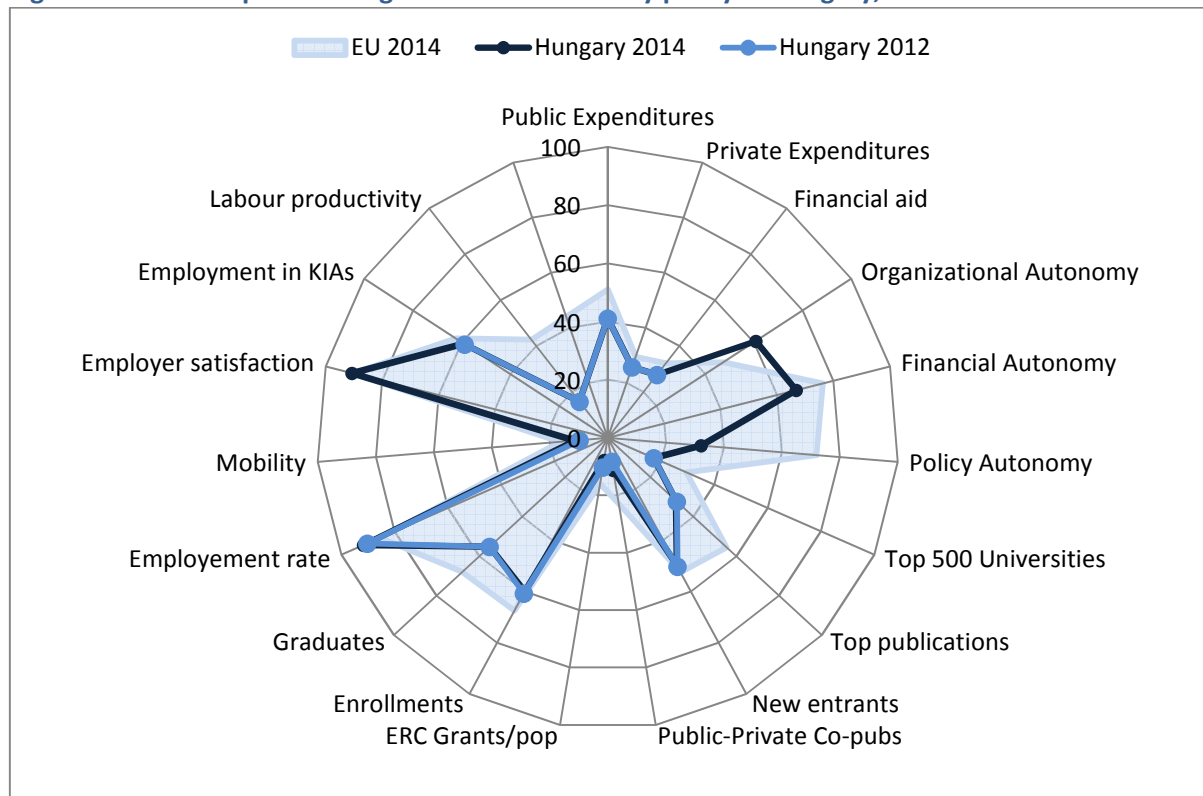 EU 2014 Hungary 2014 Hungary 2012
Public Expenditures
Private Expenditures
Financial aid
Organizational Autonomy
Financial Autonomy
Policy Autonomy
Top 500 Universities
Top publications
New entrants
Public-Private Co-pubs
ERC Grants/pop
Enrollments
Graduates
Employement rate
Mobility
Employer satisfaction
Employment in KIAs
Labour productivity
100
80
60
40
20
0